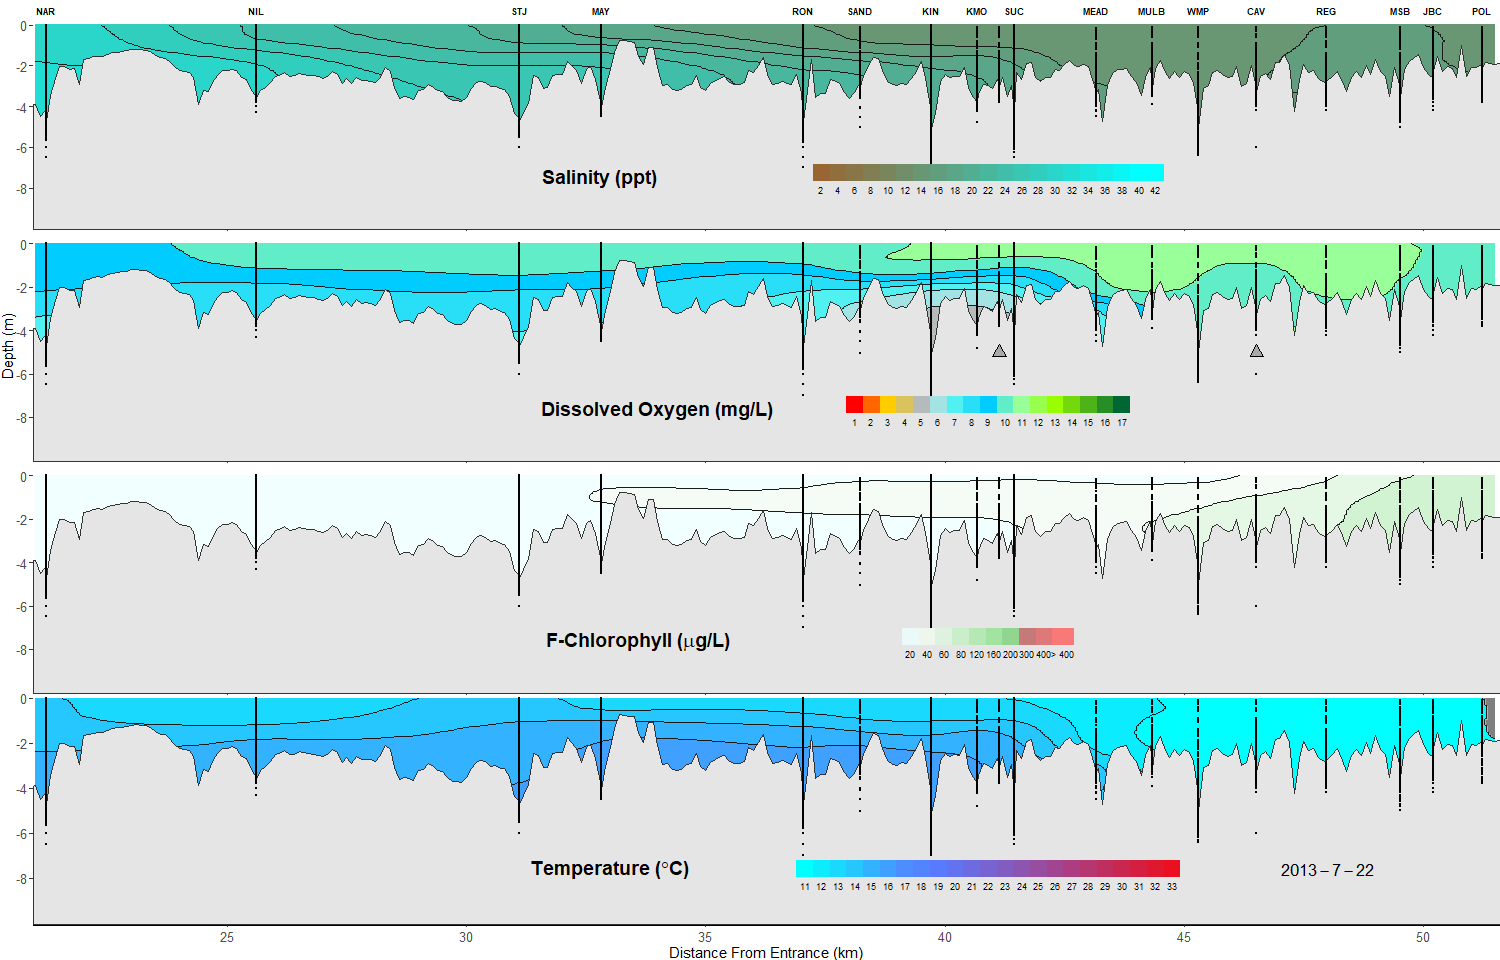 NAR NIL STJ MAY RON SAND KIN KMO SUC MEAD MULB WMP CAV REG MSB JBC POL
0
-2
-4
-6
-8
Salinity (ppt)
2 4 6 8 10 12 14 16 18 20 22 24 26 28 30 32 34 36 38 40 42
0
-2
-4
-6
-8
Depth (m)
Dissolved Oxygen (mg/L)
1 2 3 4 5 6 7 8 9 10 11 12 13 14 15 16 17
0
-2
-4
-6
-8
F-Chlorophyll (μg/L)
20 40 60 80 120 160 200 300 400 > 400
0
-2
-4
-6
-8
Temperature (°C)
11 12 13 14 15 16 17 18 19 20 21 22 23 24 25 26 27 28 29 30 31 32 33
2013 – 7 – 22
25 30 35 40 45 50
Distance From Entrance (km)